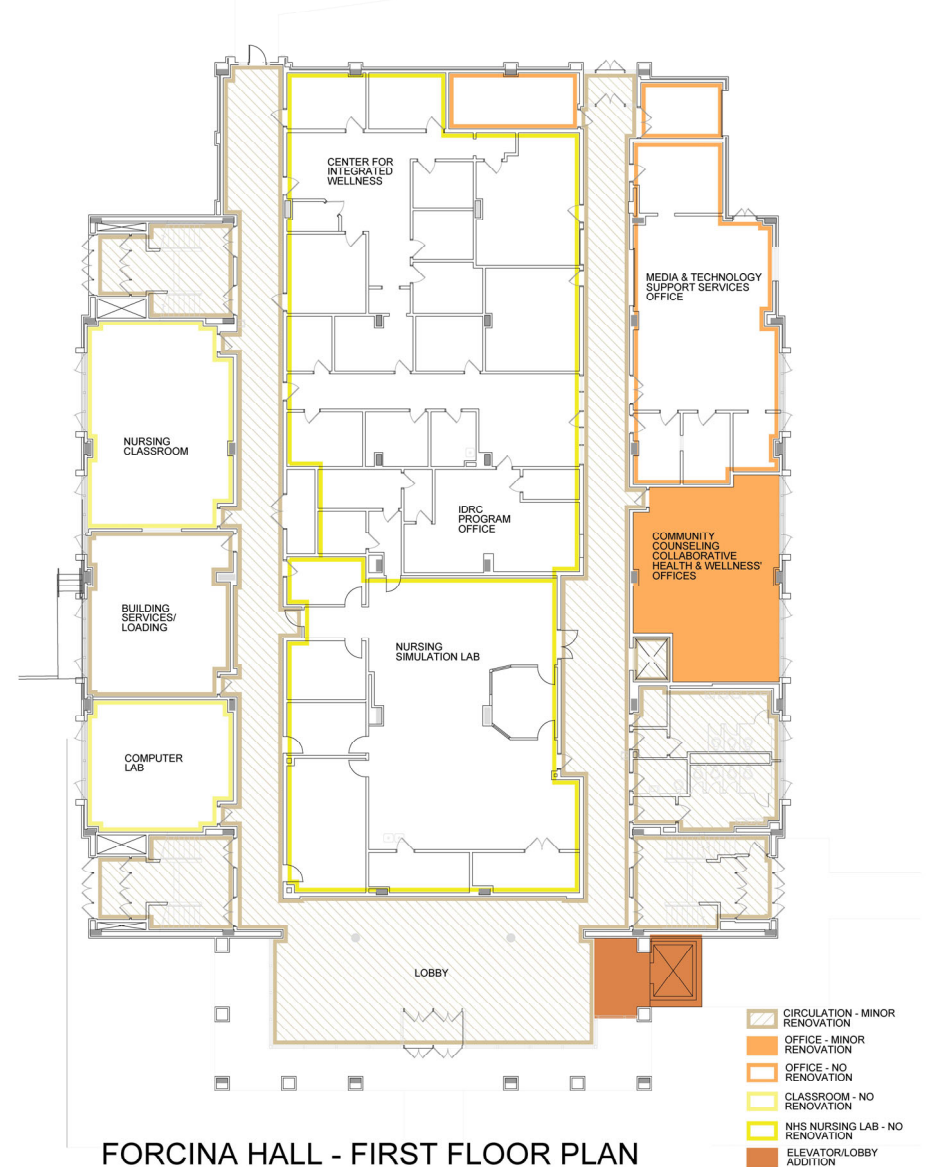 CENTER FOR
INTEGRATED
WELLNESS
MEDIA & TECHNOLOGY
SUPPORT SERVICES
OFFICE
NURSING
CLASSROOM
IDRC
PROGRAM
OFFICE
COMMUNITY
COUNSELING
COLLABORATIVE
HEALTH & WELLNESS'
OFFICES
BUILDING
SERVICES/
LOADING
NURSING
SIMULATION LAB
COMPUTER
LAB
LOBBY
CIRCULATION - MINOR
RENOVATION
OFFICE - MINOR
RENOVATION
OFFICE - NO
RENOVATION
CLASSROOM - NO
RENOVATION
NHS NURSING LAB - NO
RENOVATION
ELEVATOR/LOBBY
ADDITION
FORCINA HALL - FIRST FLOOR PLAN